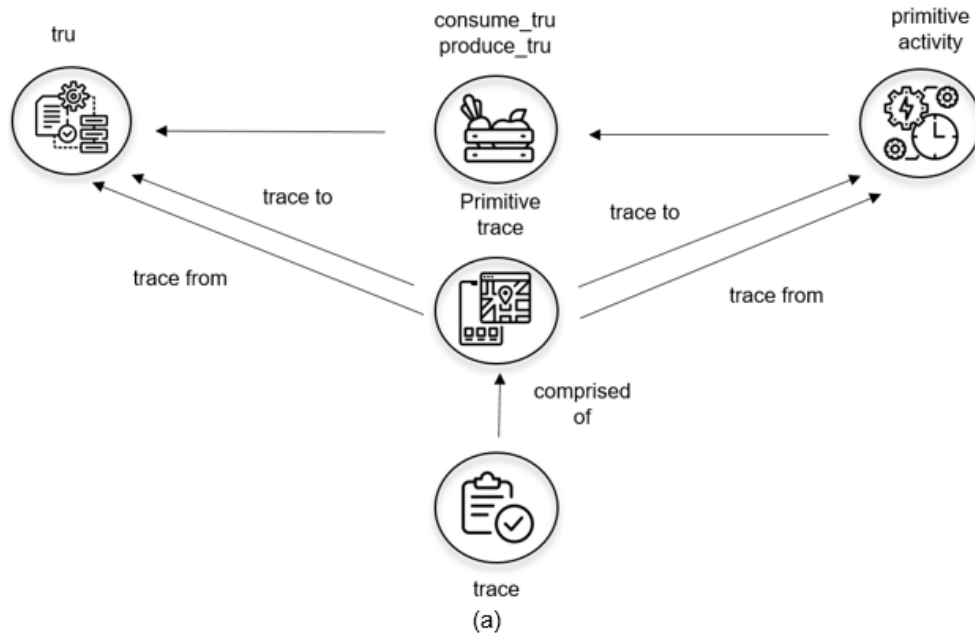 tru
consume_tru
produce_tru
primitive
activity
Primitive
trace
trace to
trace to
trace from
trace from
comprised
of
trace
(a)